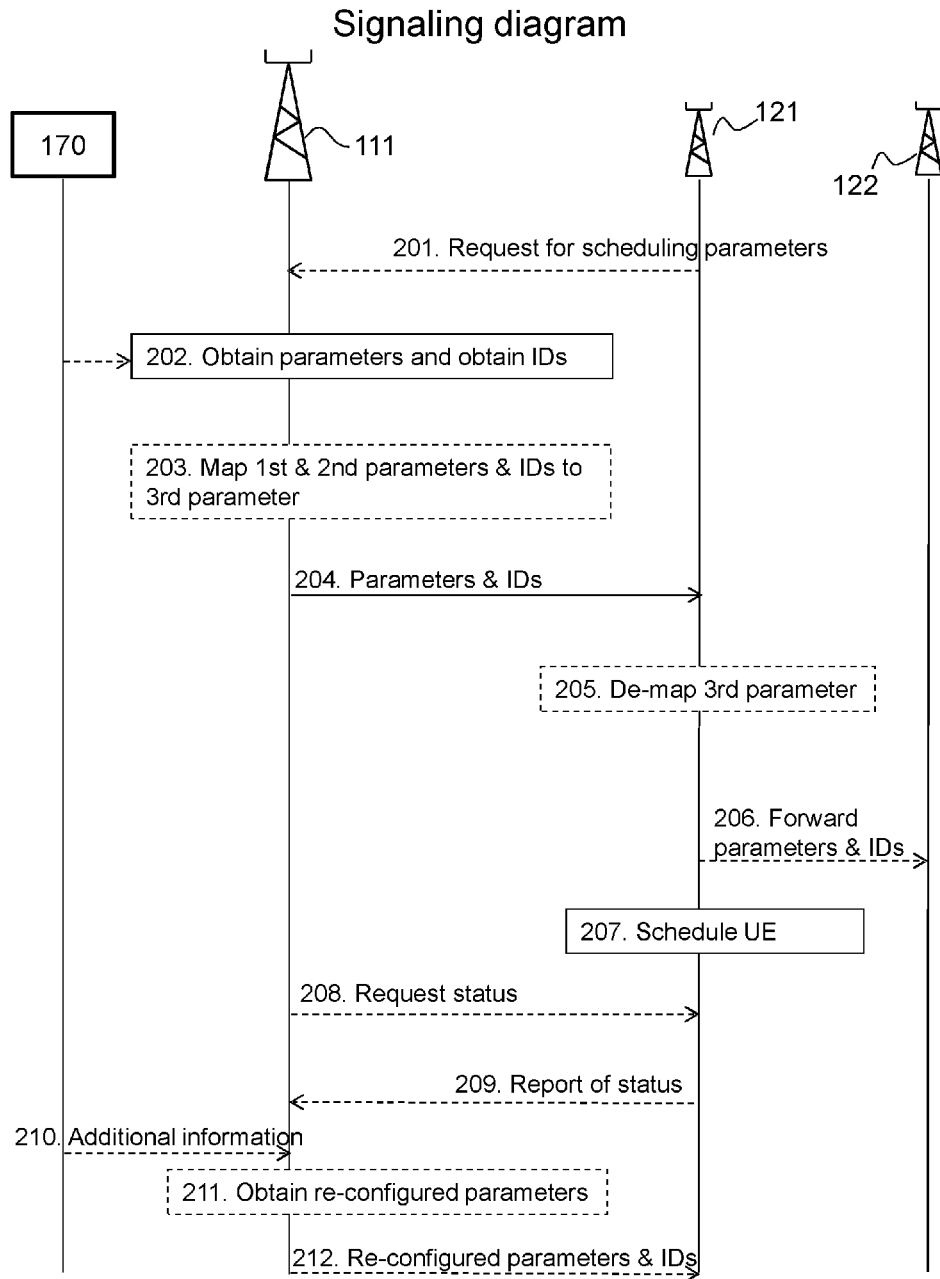 Signaling diagram
170
111
121
122
201. Request for scheduling parameters
202. Obtain parameters and obtain IDs
203. Map 1st & 2nd parameters & IDs to
3rd parameter
204. Parameters & IDs
205. De-map 3rd parameter
206. Forward
parameters & IDs
207. Schedule UE
208. Request status
209. Report of status
210. Additional information
211. Obtain re-configured parameters
212. Re-configured parameters & IDs